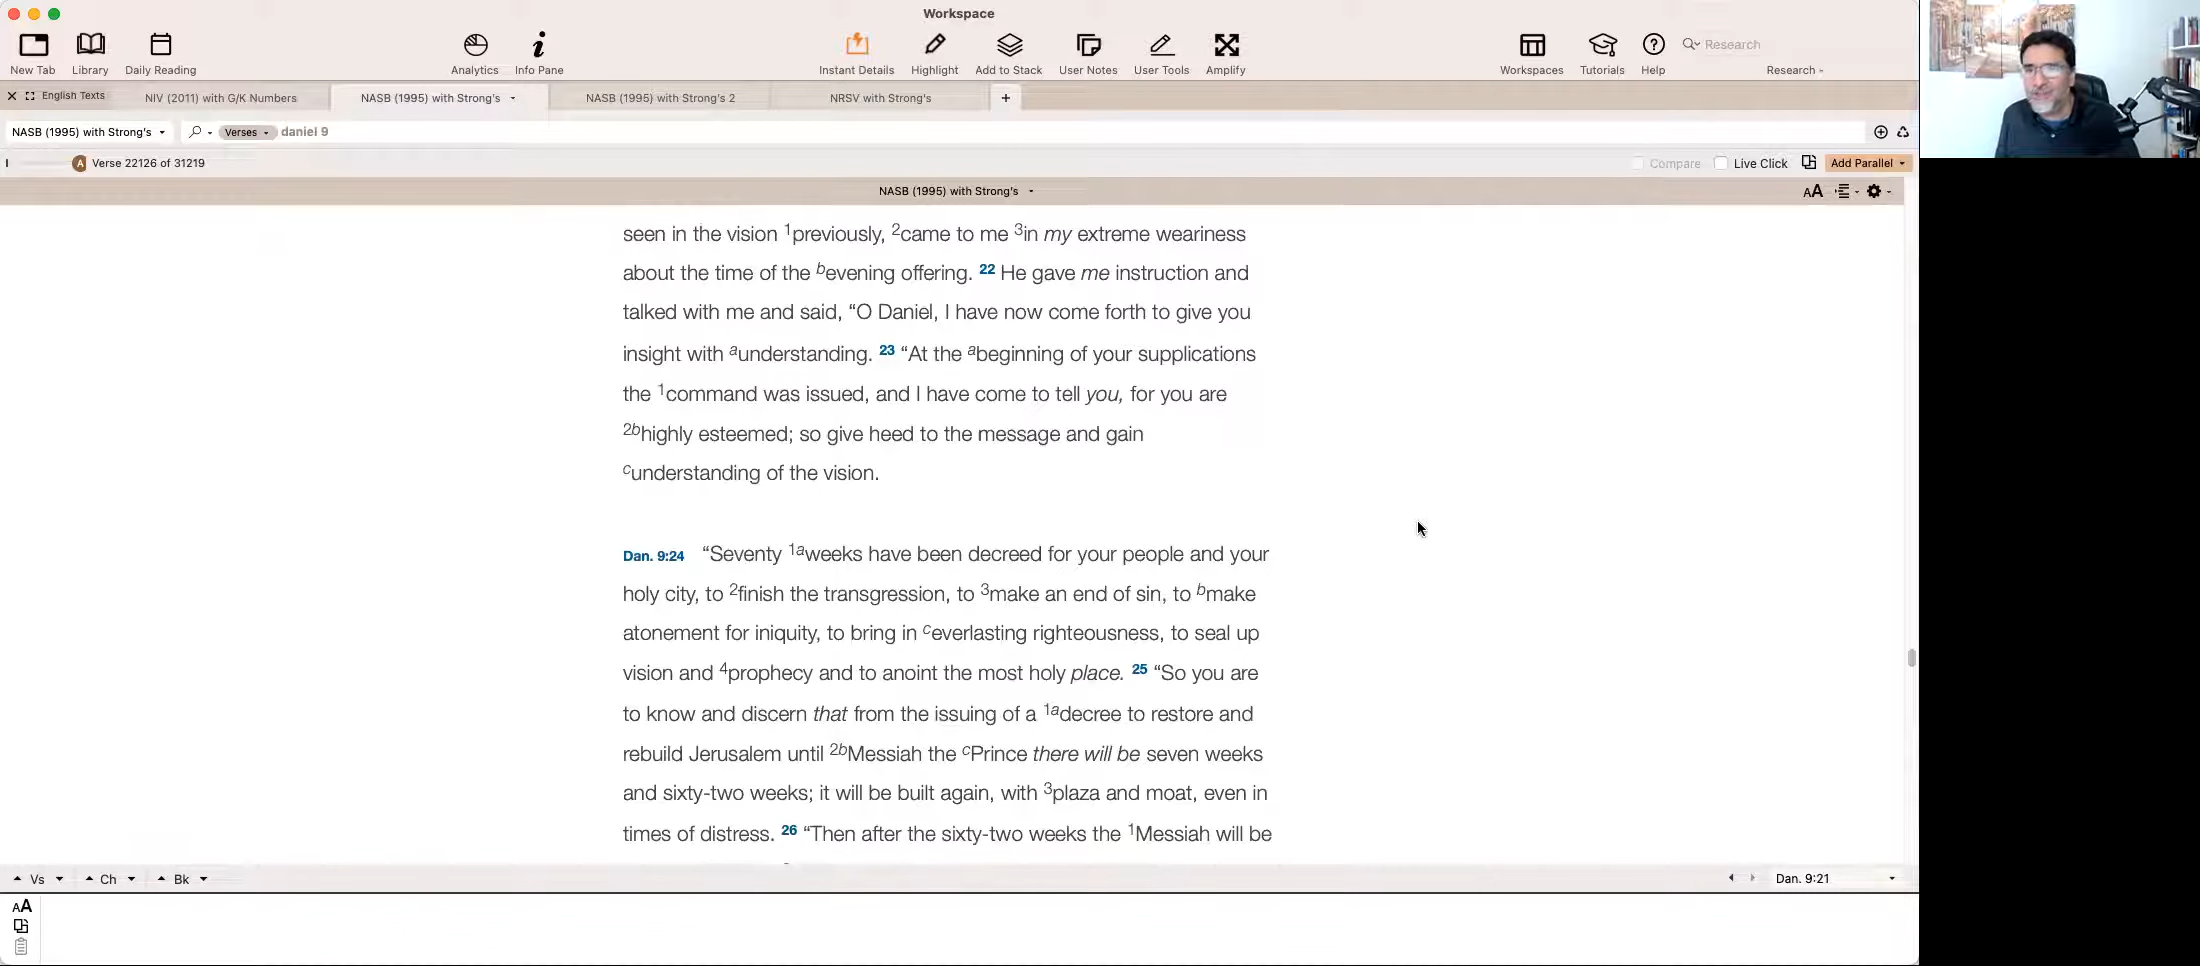 Workspace
New Tab Library Daily Reading Analytics Info Pane Instant Details Highlight Add to Stack User Notes User Tools Amplify Workspaces Tutorials Help Research
Research
English Texts NIV (2011) with G/K Numbers NASB (1995) with Strong's NASB (1995) with Strong's 2 NRSV with Strong's +
NASB (1995) with Strong's Verses daniel 9
A Verse 22126 of 31219 Compare Live Click Add Parallel
NASB (1995) with Strong's AA
seen in the vision 1previously, 2came to me 3in my extreme weariness
about the time of the bevening offering. 22 He gave me instruction and
talked with me and said, “O Daniel, I have now come forth to give you
insight with aunderstanding. 23 “At the abeginning of your supplications
the 1command was issued, and I have come to tell you, for you are
2bhighly esteemed; so give heed to the message and gain
cunderstanding of the vision.
Dan. 9:24 “Seventy 1aweeks have been decreed for your people and your
holy city, to 2finish the transgression, to 3make an end of sin, to bmake
atonement for iniquity, to bring in ceverlasting righteousness, to seal up
vision and 4prophecy and to anoint the most holy place. 25 “So you are
to know and discern that from the issuing of a 1adecree to restore and
rebuild Jerusalem until 2bMessiah the cPrince there will be seven weeks
and sixty-two weeks; it will be built again, with 3plaza and moat, even in
times of distress. 26 “Then after the sixty-two weeks the 1Messiah will be
Vs Ch Bk Dan. 9:21
AA